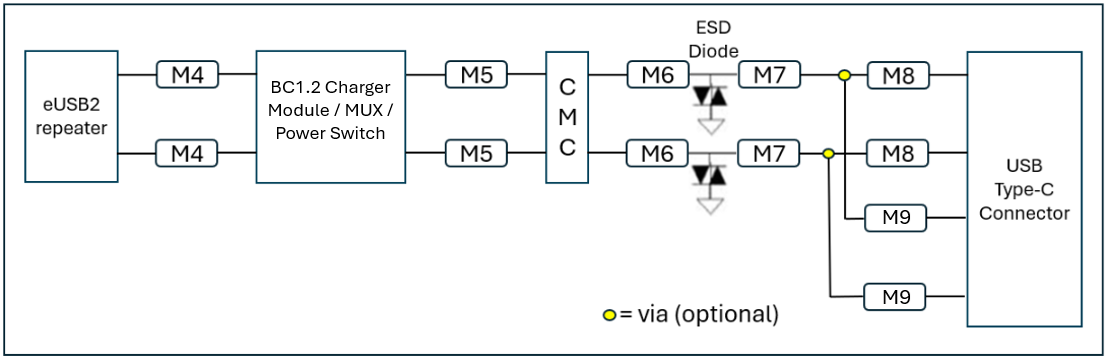 ESD
Diode
eUSB2
repeater
M4
M4
BC1.2 Charger
Module / MUX /
Power Switch
M5
M5
C
M
C
M6
M7
M8
M6
M7
M8
M9
M9
USB
Type-C
Connector
= via (optional)